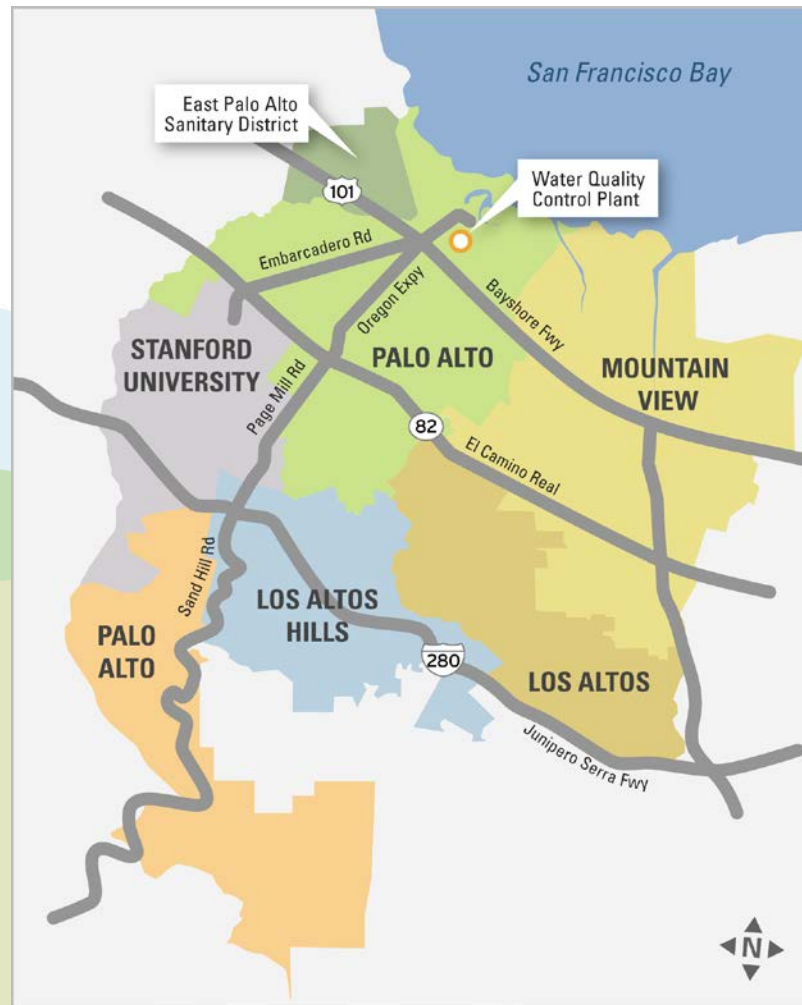 San Francisco Bay
East Palo Alto
Sanitary District
Water Quality
Control Plant
101
Embarcadero Rd
Oregon Expy
Bayshore Fwy
STANFORD
UNIVERSITY
PALO ALTO
MOUNTAIN
VIEW
Page Mill Rd
82
El Camino Real
Sand Hill Rd
LOS ALTOS
HILLS
PALO
ALTO
280
LOS ALTOS
Junipero Serra Fwy
N